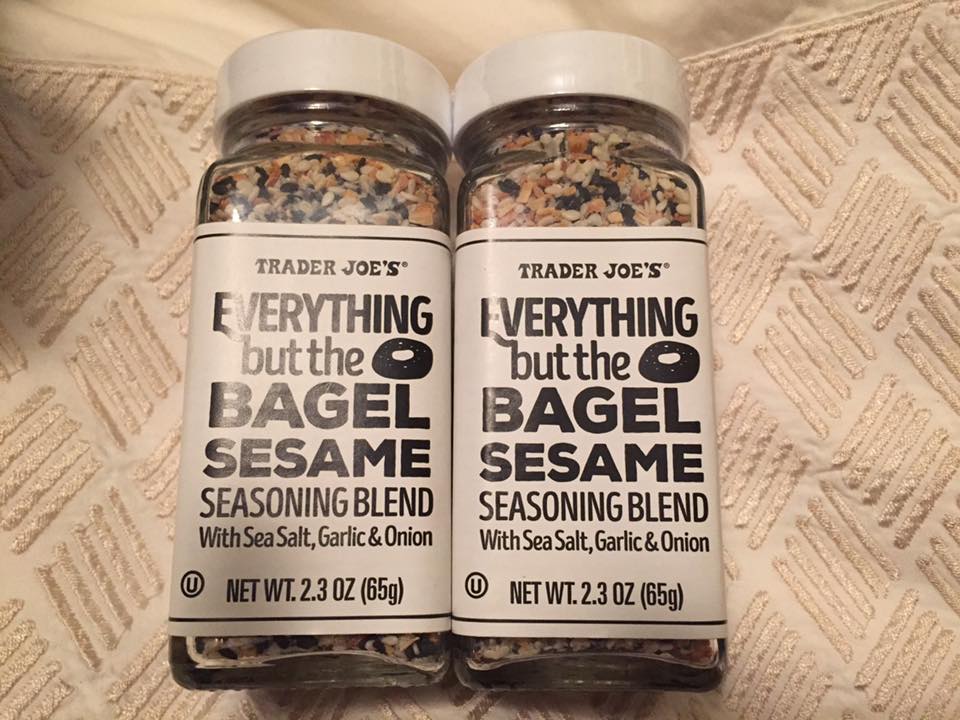 TRADER JOE'S®
EVERYTHING
but the
BAGEL
SESAME
SEASONING BLEND
With Sea Salt, Garlic & Onion
U NET WT. 2.3 OZ (65g)
TRADER JOE'S®
EVERYTHING
but the
BAGEL
SESAME
SEASONING BLEND
With Sea Salt, Garlic & Onion
U NET WT. 2.3 OZ (65g)